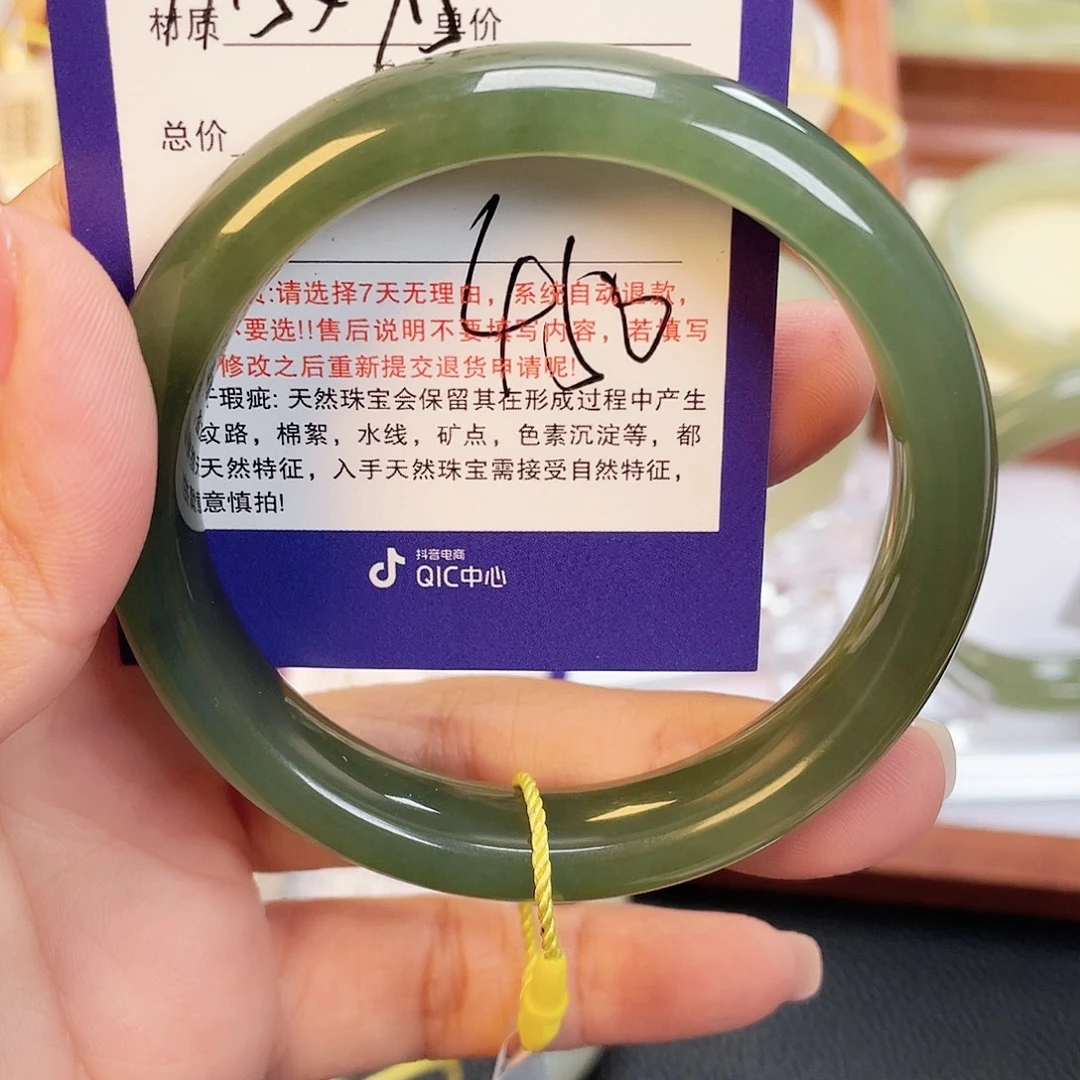 材质 单价
总价
:请选择7天无理由，系统自动退款，
不要选!!售后说明不要填写内容，若填写
修改之后重新提交退货申请呢!
瑕疵: 天然珠宝会保留其在形成过程中产生
纹路，棉絮，水线，矿点，色素沉淀等，都
天然特征，入手天然珠宝需接受自然特征，
意慎拍!
抖音电商
QIC中心